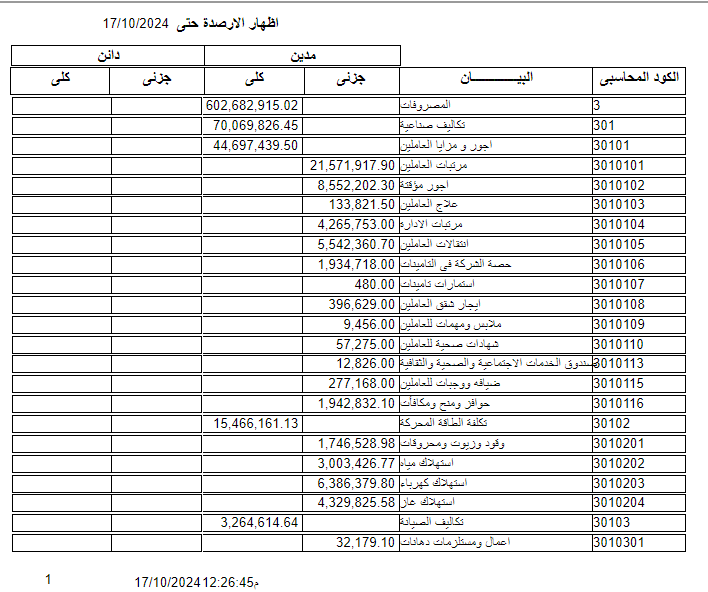 اظهار الارصدة حتى 17/10/2024
مدين دائن
الكود المحاسبى البيـــــــــان جزئى كلى جزئى كلى
3 المصروفات 602,682,915.02
301 تكاليف صناعية 70,069,826.45
30101 اجور و مزايا العاملين 44,697,439.50
3010101 مرتبات العاملين 21,571,917.90
3010102 اجور مؤقتة 8,552,202.30
3010103 علاج العاملين 133,821.50
3010104 مرتبات الادارة 4,265,753.00
3010105 انتقالات العاملين 5,542,360.70
3010106 حصة الشركة فى التامينات 1,934,718.00
3010107 استمارات تامينات 480.00
3010108 ايجار شقق العاملين 396,629.00
3010109 ملابس ومهمات للعاملين 9,456.00
3010110 شهادات صحية للعاملين 57,275.00
3010113 صندوق الخدمات الاجتماعية والصحية والثقافية 12,826.00
3010115 ضيافه ووجبات للعاملين 277,168.00
3010116 حوافز ومنح ومكافأت 1,942,832.10
30102 تكلفة الطاقة المحركة 15,466,161.13
3010201 وقود وزيوت ومحروقات 1,746,528.98
3010202 استهلاك مياه 3,003,426.77
3010203 استهلاك كهرباء 6,386,379.80
3010204 استهلاك غاز 4,329,825.58
30103 تكاليف الصيانة 3,264,614.64
3010301 اعمال ومستلزمات دهانات 32,179.10
17/10/2024 12:26:45م 1